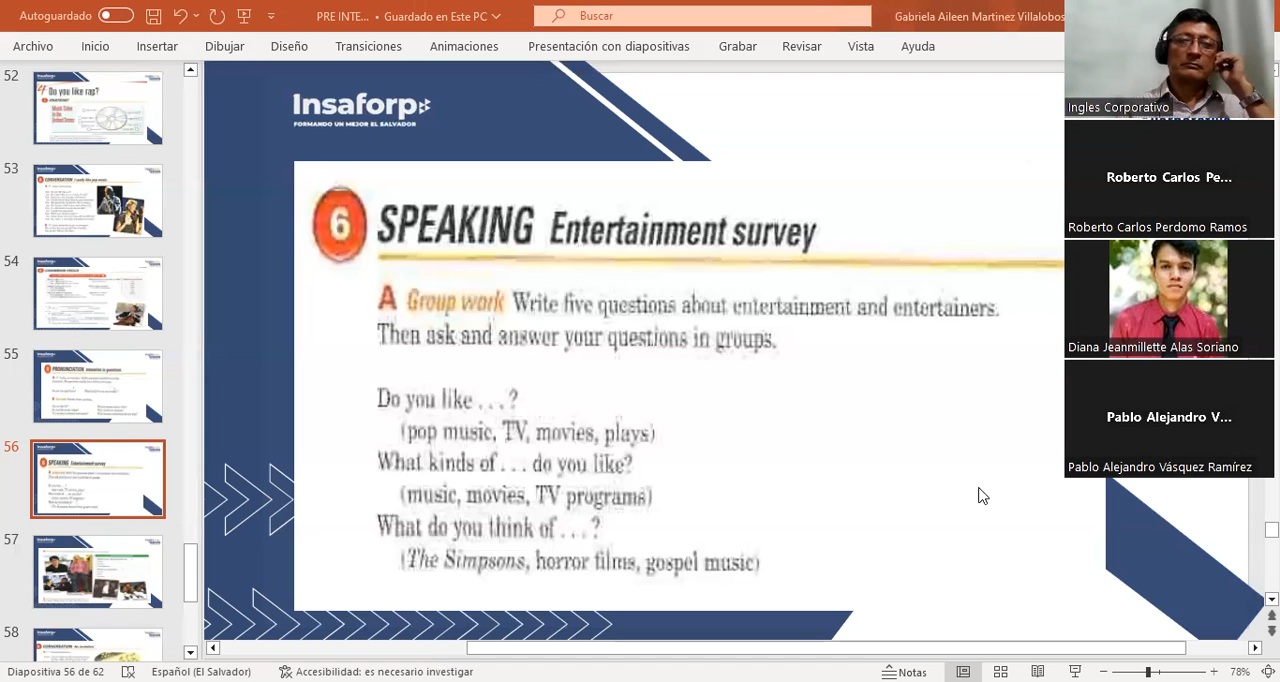 Autoguardado
PRE INTE... • Guardado en Este PC
Buscar
Gabriela Aileen Martinez Villalobos
Archivo Inicio Insertar Dibujar Diseño Transiciones Animaciones Presentación con diapositivas Grabar Revisar Vista Ayuda
52
Do you like rap?
53
54
55
56
57
58
Insaforp
FORMANDO UN MEJOR EL SALVADOR
6 SPEAKING Entertainment survey
A Group work Write five questions about entertainment and entertainers.
Then ask and answer your questions in groups.
Do you like . . . ?
(pop music, TV, movies, plays)
What kinds of . . . do you like?
(music, movies, TV programs)
What do you think of . . . ?
(The Simpsons, horror films, gospel music)
Ingles Corporativo
Roberto Carlos Pe...
Roberto Carlos Perdomo Ramos
Diana Jeanmillette Alas Soriano
Pablo Alejandro V...
Pablo Alejandro Vásquez Ramírez
Diapositiva 56 de 62
Español (El Salvador)
Accesibilidad: es necesario investigar
Notas
78%